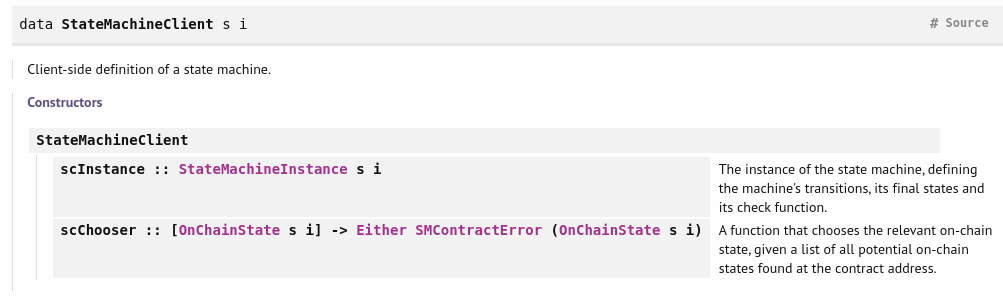 data StateMachineClient s i # Source
Client-side definition of a state machine.
Constructors
StateMachineClient
scInstance :: StateMachineInstance s i
The instance of the state machine, defining
the machine's transitions, its final states and
its check function.
scChooser :: [OnChainState s i] -> Either SMContractError (OnChainState s i)
A function that chooses the relevant on-chain
state, given a list of all potential on-chain
states found at the contract address.